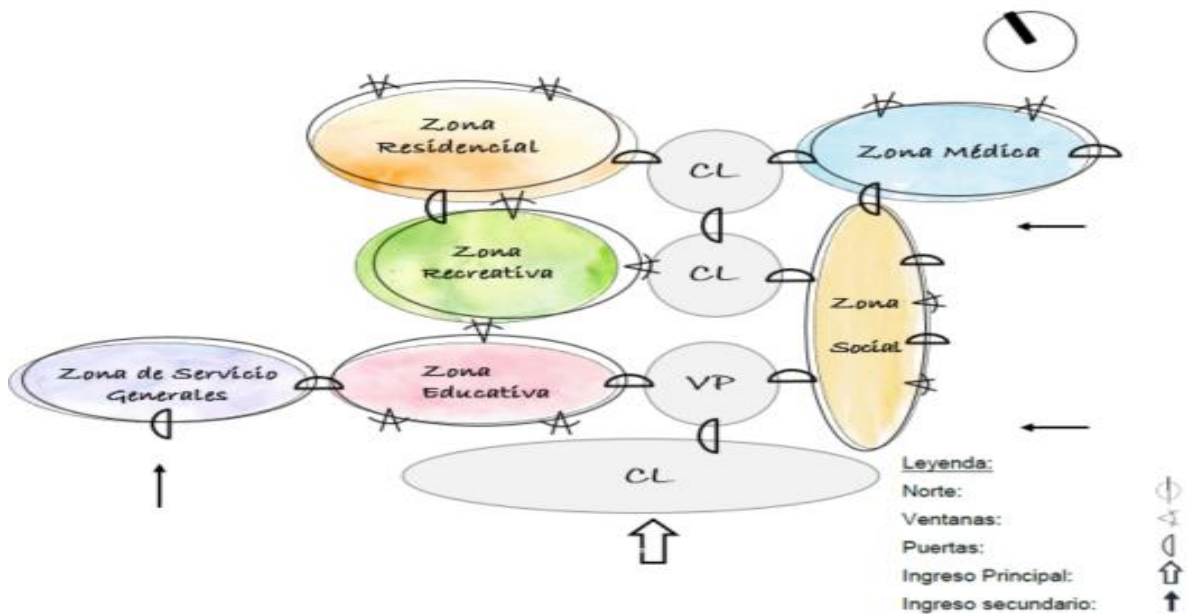 Zona
Residencial
CL
Zona Médica
Zona
Recreativa
CL
Zona
Social
Zona de Servicio
Generales
Zona
Educativa
VP
CL
Leyenda:
Norte:
Ventanas:
Puertas:
Ingreso Principal:
Ingreso secundario: